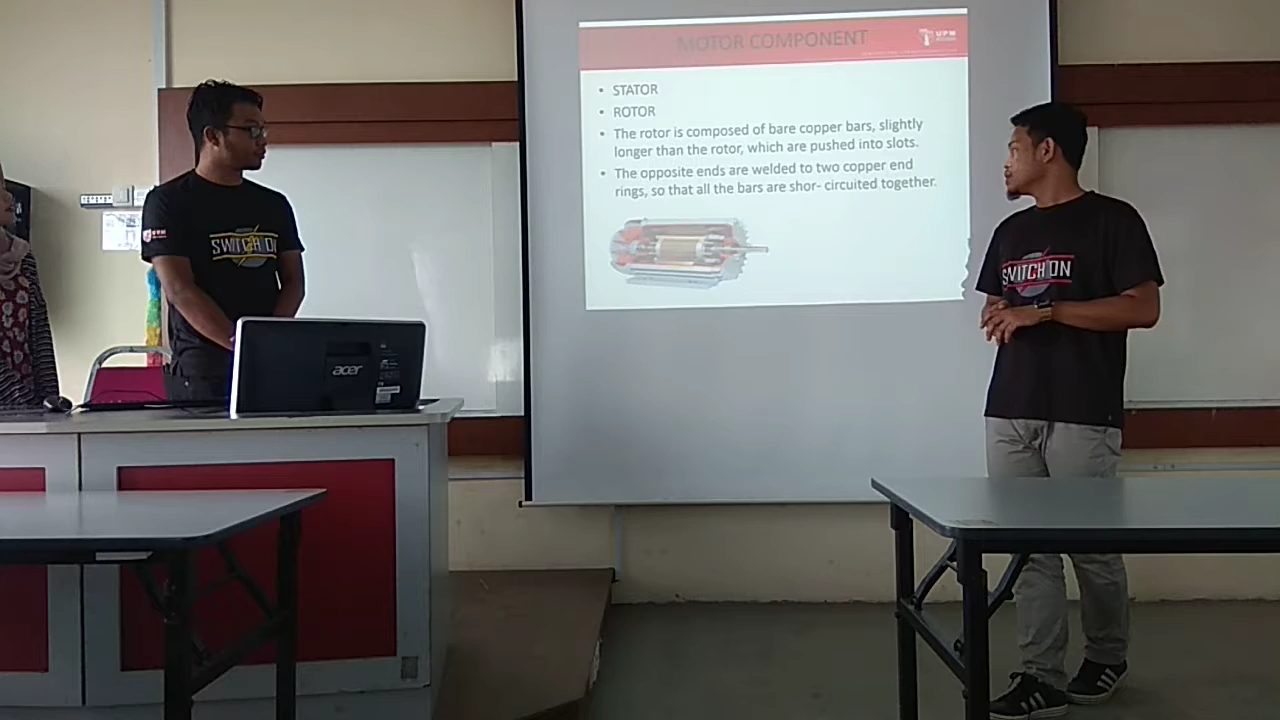 MOTOR COMPONENT
UPM
• STATOR
• ROTOR
• The rotor is composed of bare copper bars, slightly
longer than the rotor, which are pushed into slots.
• The opposite ends are welded to two copper end
rings, so that all the bars are shor- circuited together.
SWITCH ON
UPM
SWITCH ON
acer